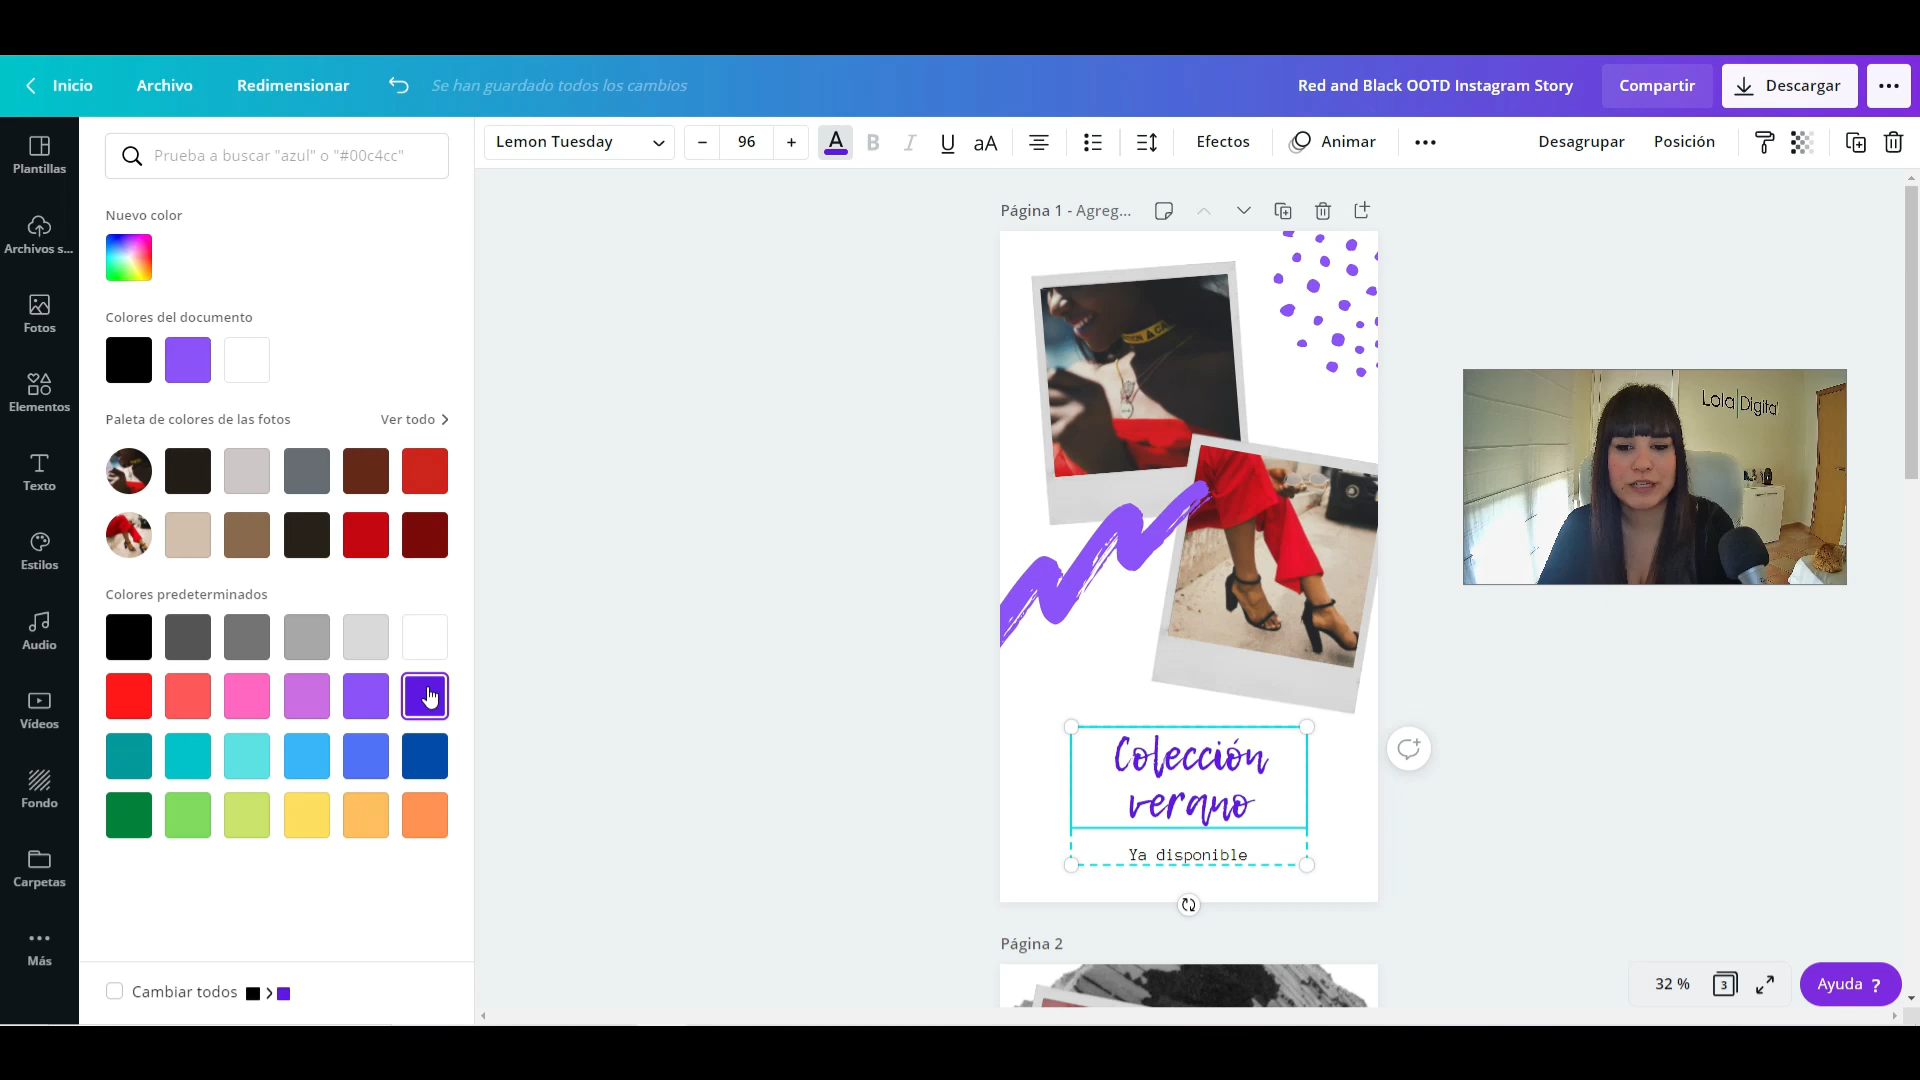 Inicio
Archivo
Redimensionar
Se han guardado todos los cambios
Red and Black OOTD Instagram Story
Compartir
Descargar
Plantillas
Archivos s...
Fotos
Elementos
Texto
Estilos
Audio
Vídeos
Fondo
Carpetas
Más
Prueba a buscar "azul" o "#00c4cc"
Nuevo color
Colores del documento
Paleta de colores de las fotos
Ver todo
Colores predeterminados
Cambiar todos
Lemon Tuesday
– 96 +
A B I U aA
Efectos
Animar
Desagrupar
Posición
Página 1 - Agreg...
Colección
verano
Ya disponible
Página 2
Lola Digital
32 %
3
Ayuda ?